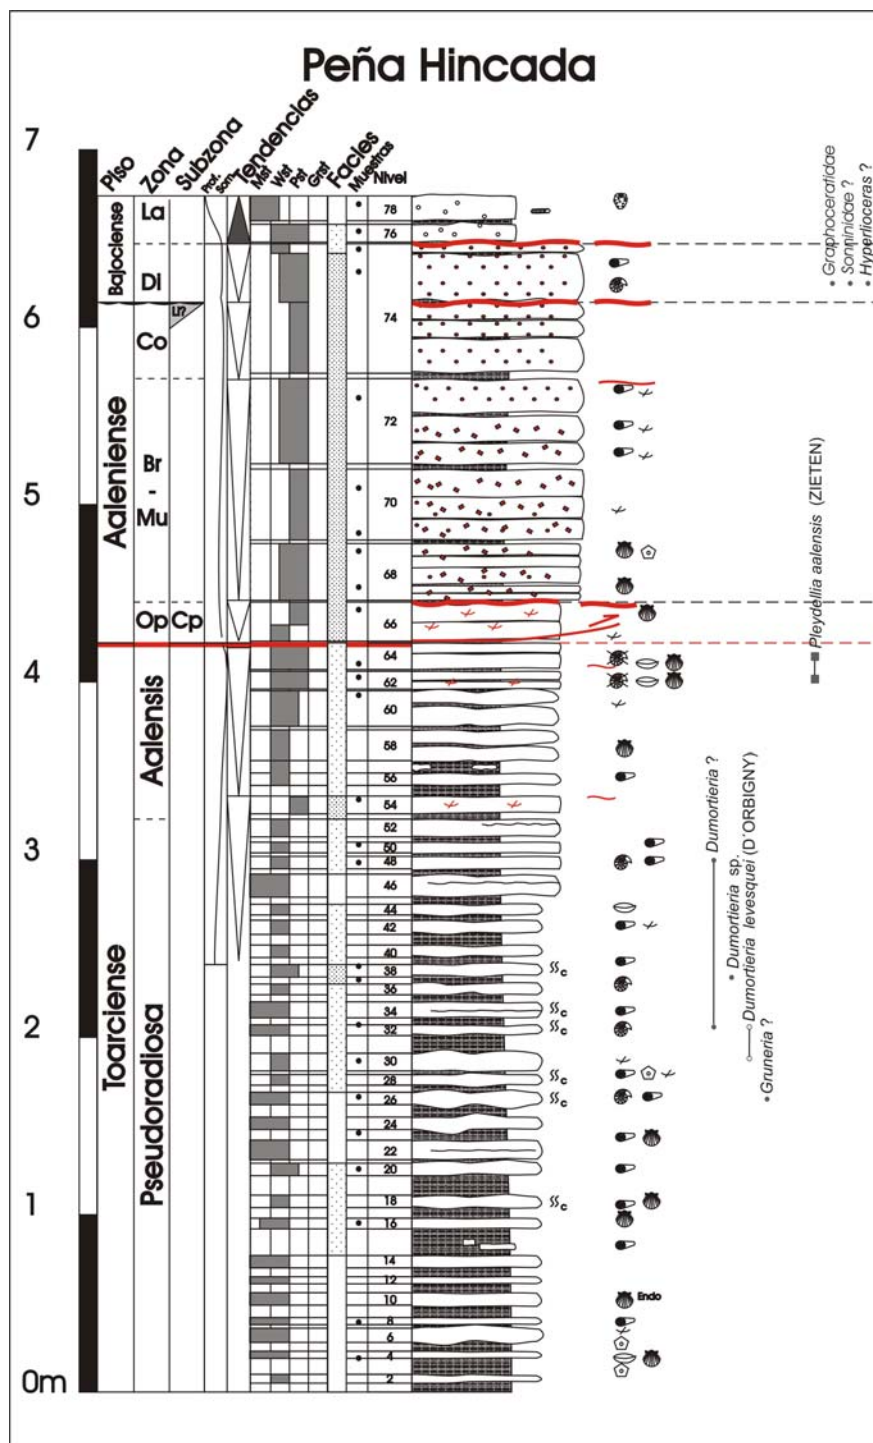 Peña Hincada
7
6
5
4
3
2
1
0m
Piso
Zona
Subzona
Prof.
Som.
Tendencias
Mst
Wst
Pst
Grst
Facies
Muestras
Nivel
Bajociense
La
Di
Aaleniense
Co
Br
-
Mu
Op
Cp
Toarciense
Aalensis
Pseudoradiosa
78
76
74
72
70
68
66
64
62
60
58
56
54
52
50
48
46
44
42
40
38
36
34
32
30
28
26
24
22
20
18
16
14
12
10
8
6
4
2
c
c
c
c
c
c
Endo
Graphoceratidae
Sonninidae ?
Hyperlioceras ?
Pleydellia aalensis (ZIETEN)
Dumortieria ?
Dumortieria sp.
Dumortieria levesquei (D´ORBIGNY)
Gruneria ?